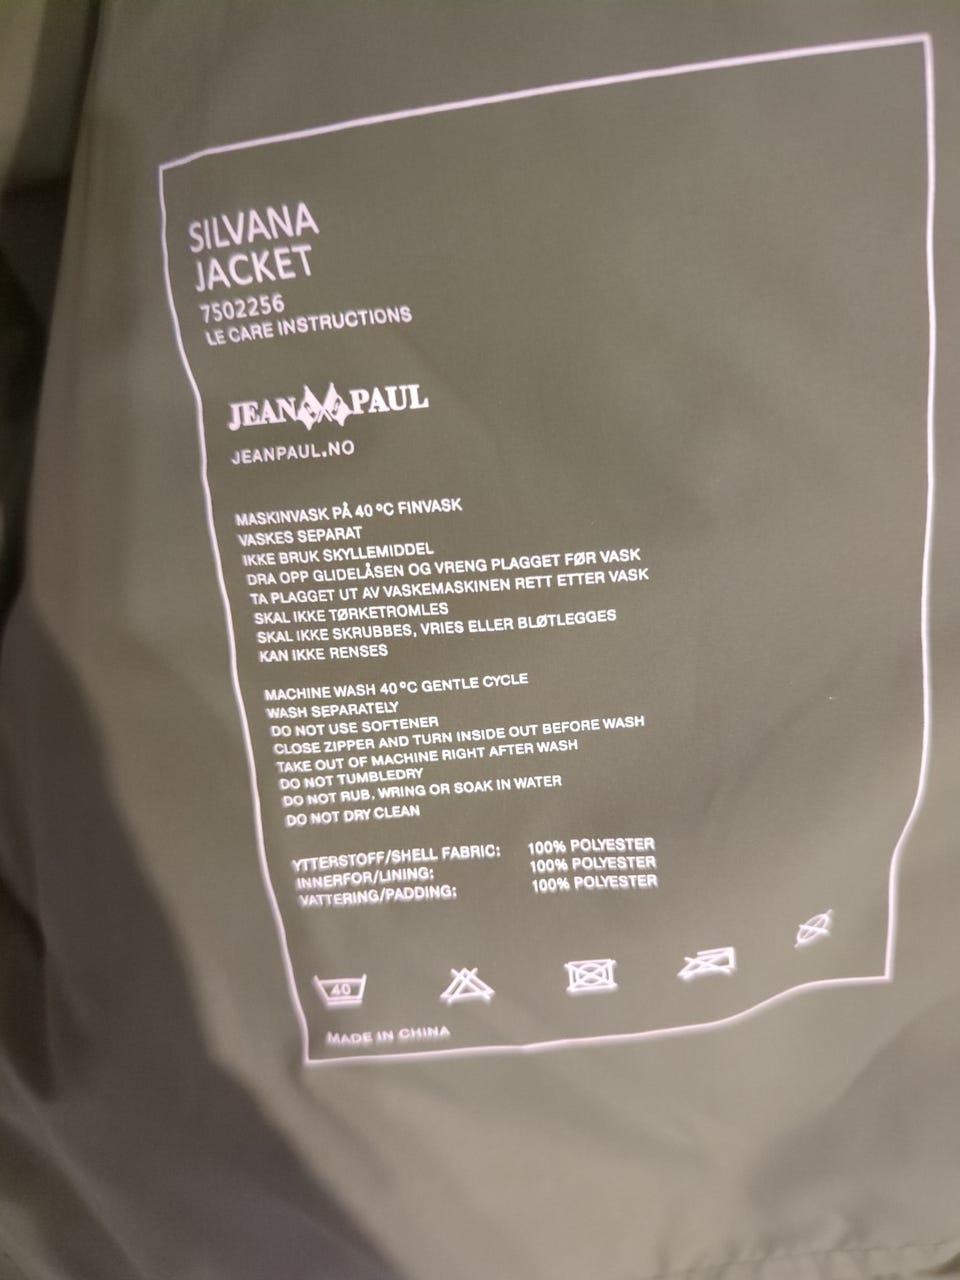 SILVANA
JACKET
7502256
LE CARE INSTRUCTIONS
JEAN PAUL
JEANPAUL.NO
MASKINVASK PÅ 40 °C FINVASK
VASKES SEPARAT
IKKE BRUK SKYLLEMIDDEL
DRA OPP GLIDELÅSEN OG VRENG PLAGGET FØR VASK
TA PLAGGET UT AV VASKEMASKINEN RETT ETTER VASK
SKAL IKKE TØRKETROMLES
SKAL IKKE SKRUBBES, VRIES ELLER BLØTLEGGES
KAN IKKE RENSES
MACHINE WASH 40 °C GENTLE CYCLE
WASH SEPARATELY
DO NOT USE SOFTENER
CLOSE ZIPPER AND TURN INSIDE OUT BEFORE WASH
TAKE OUT OF MACHINE RIGHT AFTER WASH
DO NOT TUMBLEDRY
DO NOT RUB, WRING OR SOAK IN WATER
DO NOT DRY CLEAN
YTTERSTOFF/SHELL FABRIC: 100% POLYESTER
INNERFOR/LINING: 100% POLYESTER
VATTERING/PADDING: 100% POLYESTER
40
MADE IN CHINA